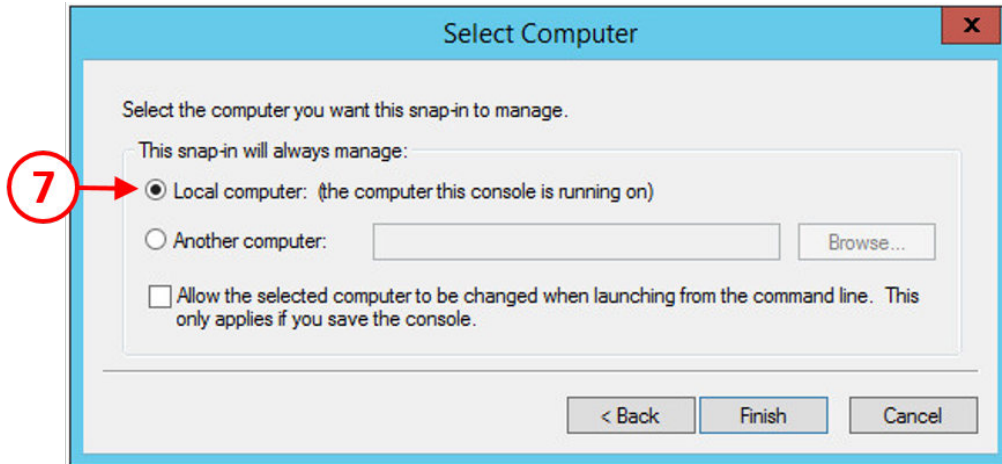 Select Computer
X
Select the computer you want this snap-in to manage.
This snap-in will always manage:
7
Local computer: (the computer this console is running on)
Another computer:
Browse...
Allow the selected computer to be changed when launching from the command line. This
only applies if you save the console.
< Back
Finish
Cancel